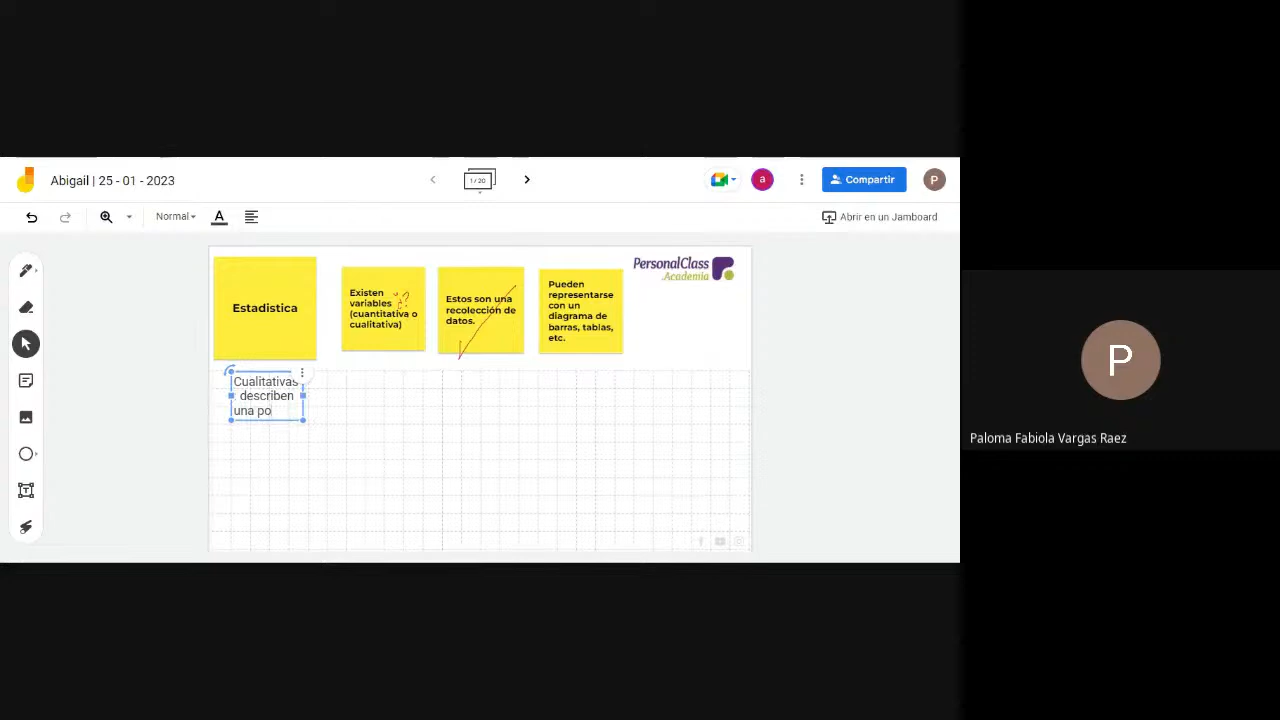 Abigail | 25 - 01 - 2023
1 / 20
a
Compartir
P
Normal
A
Abrir en un Jamboard
PersonalClass
.Academia
Estadistica
Existen
variables ¿?
(cuantitativa o
cualitativa)
Estos son una
recolección de
datos.
Pueden
representarse
con un
diagrama de
barras, tablas,
etc.
Cualitativas
describen
una po
P
Paloma Fabiola Vargas Raez